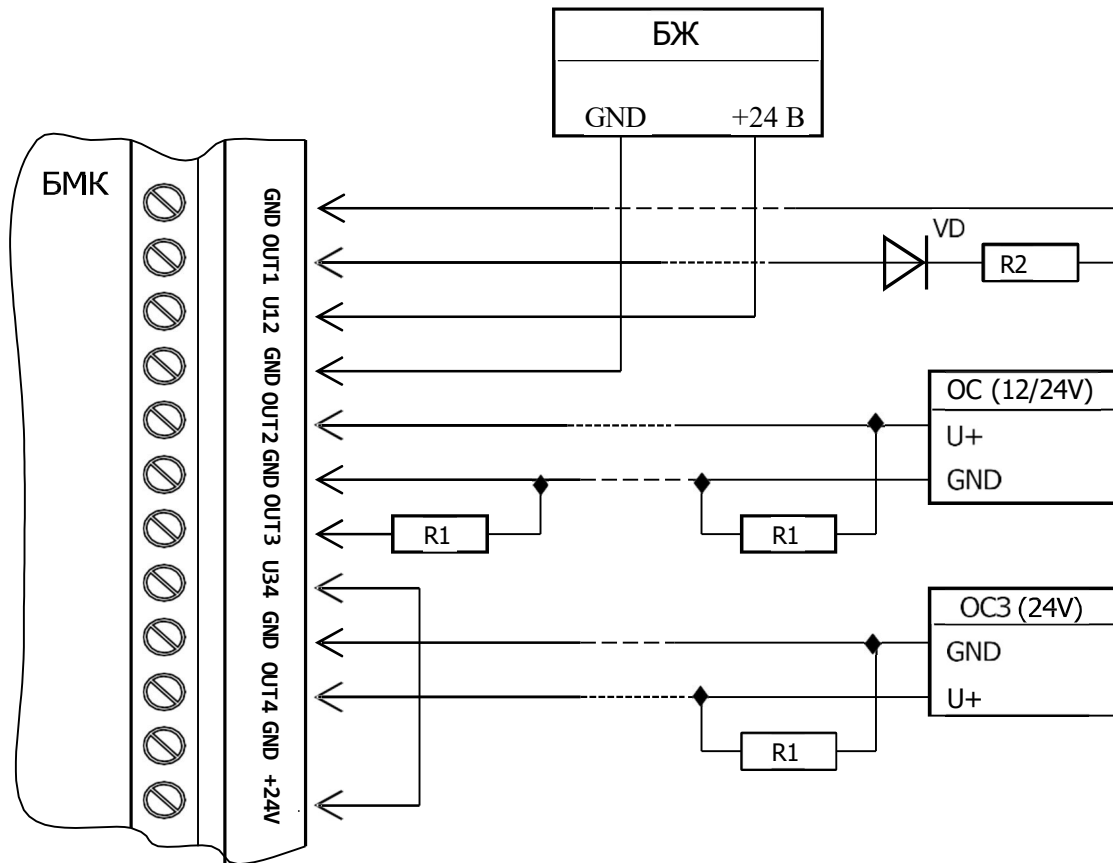 БЖ
GND +24 В
БМК
GND
OUT1
U12
GND
OUT2
GND
OUT3
U34
GND
OUT4
GND
+24V
VD
R2
ОС (12/24V)
U+
GND
R1
R1
ОСЗ (24V)
GND
U+
R1